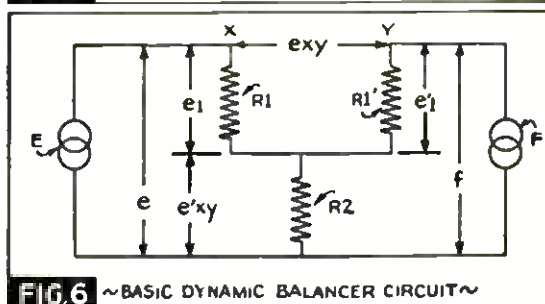 X Y
exy
e1 R1 R1' e'1
E F
e e'xy R2 f
FIG.6 ~BASIC DYNAMIC BALANCER CIRCUIT~